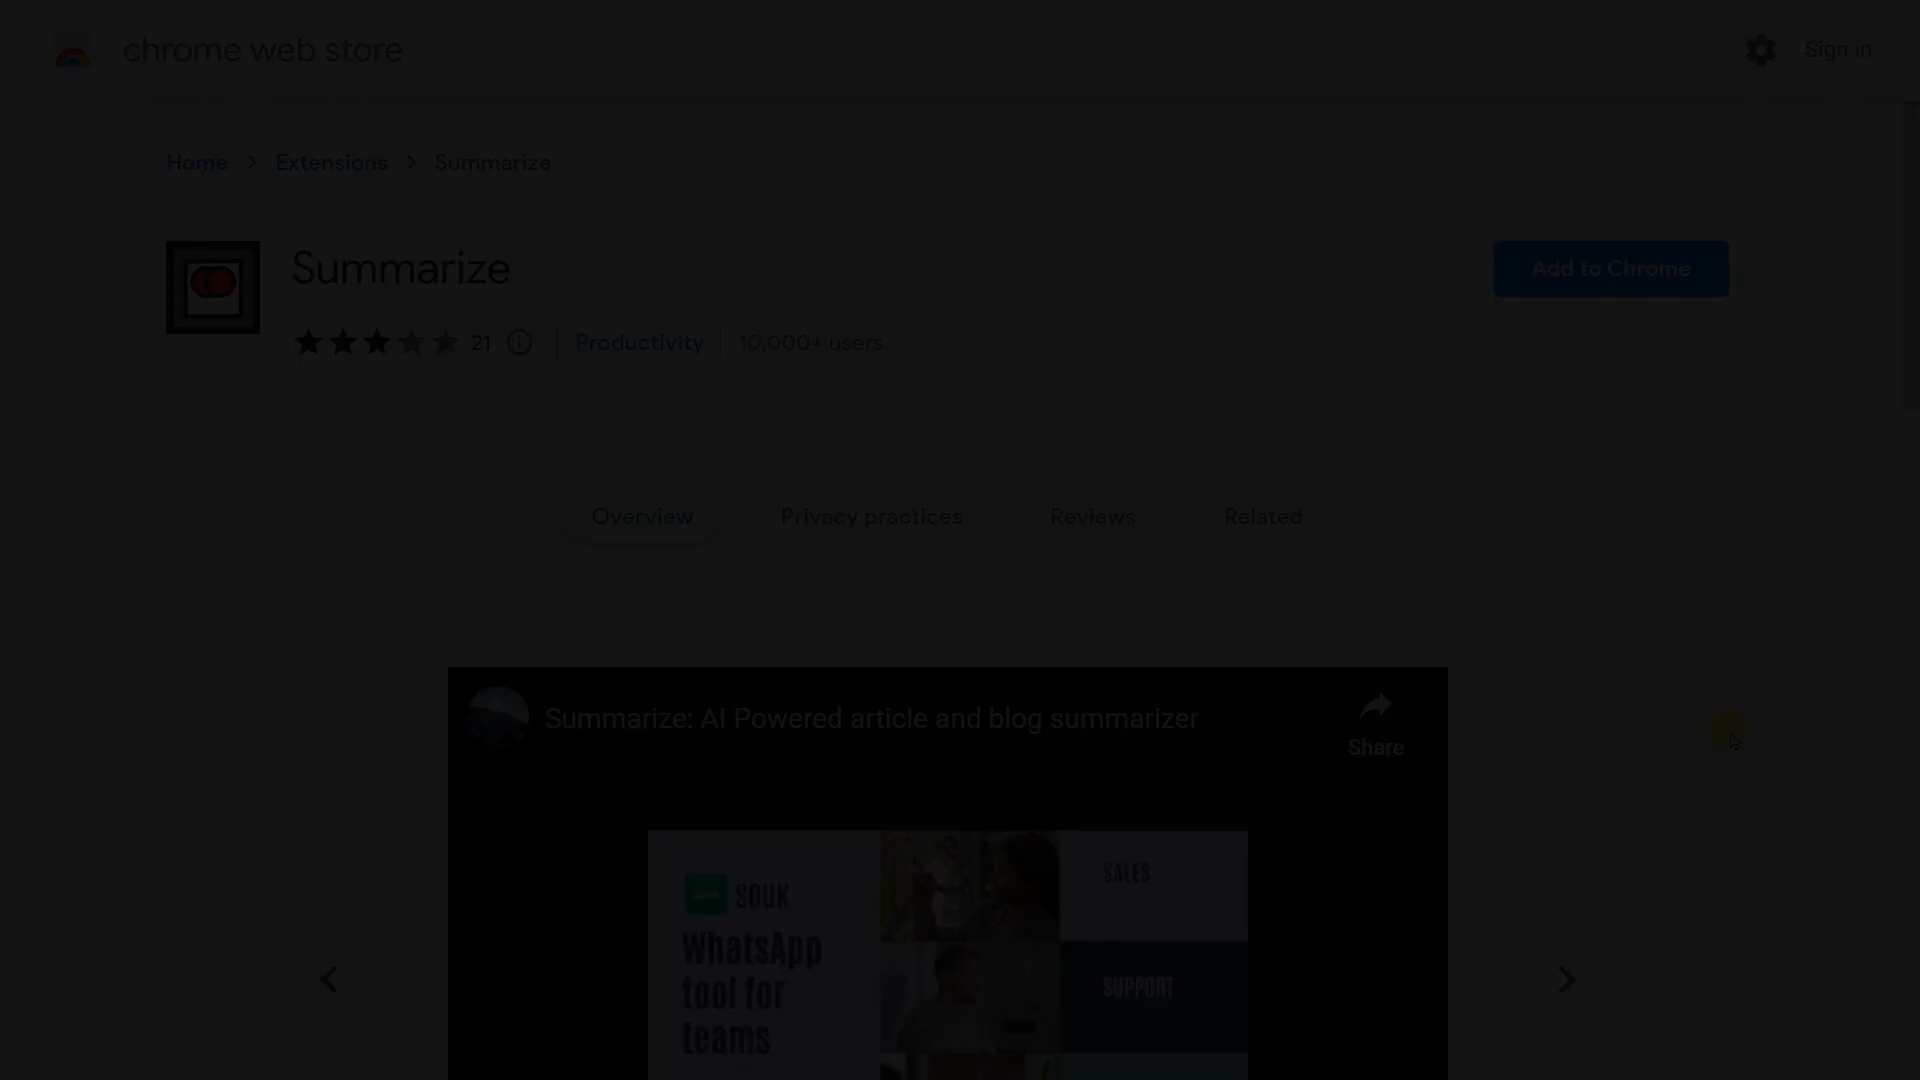 chrome web store
Sign in
Home > Extensions > Summarize
Summarize
Add to Chrome
21 Productivity 10,000+ users
Overview Privacy practices Reviews Related
Summarize: AI Powered article and blog summarizer
Share
SOUK
WhatsApp
tool for
teams
SALES
SUPPORT